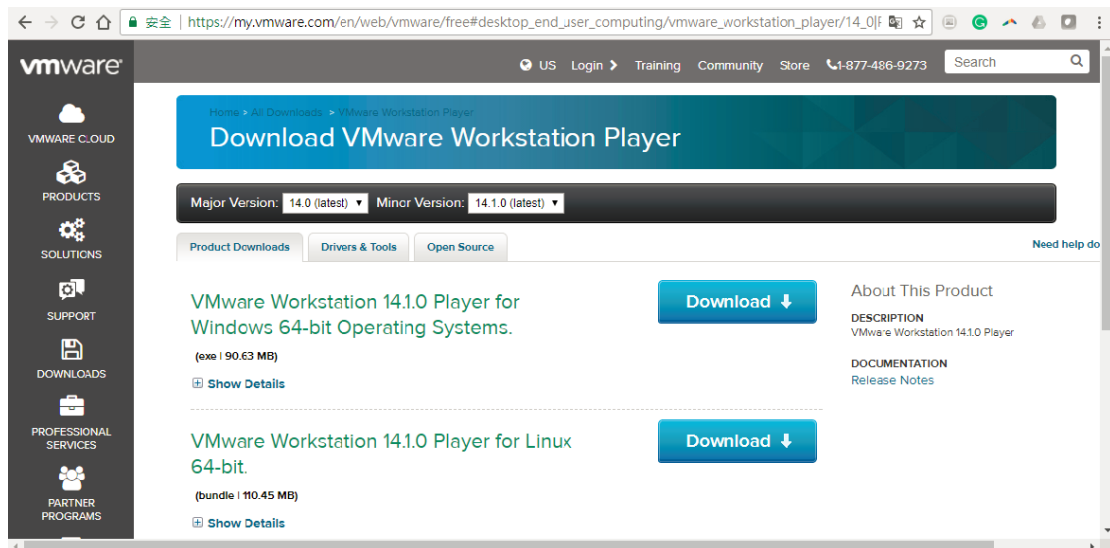 安全 | https://my.vmware.com/en/web/vmware/free#desktop_end_user_computing/vmware_workstation_player/14_0|F
vmware
US Login > Training Community Store 1-877-486-9273 Search
VMWARE CLOUD
PRODUCTS
SOLUTIONS
SUPPORT
DOWNLOADS
PROFESSIONAL
SERVICES
PARTNER
PROGRAMS
Home > All Downloads > VMware Workstation Player
Download VMware Workstation Player
Major Version: 14.0 (latest) Minor Version: 14.1.0 (latest)
Product Downloads Drivers & Tools Open Source Need help do
VMware Workstation 14.1.0 Player for
Windows 64-bit Operating Systems.
(exe | 90.63 MB)
Show Details
Download
VMware Workstation 14.1.0 Player for Linux
64-bit.
(bundle | 110.45 MB)
Show Details
Download
About This Product
DESCRIPTION
VMware Workstation 14.1.0 Player
DOCUMENTATION
Release Notes